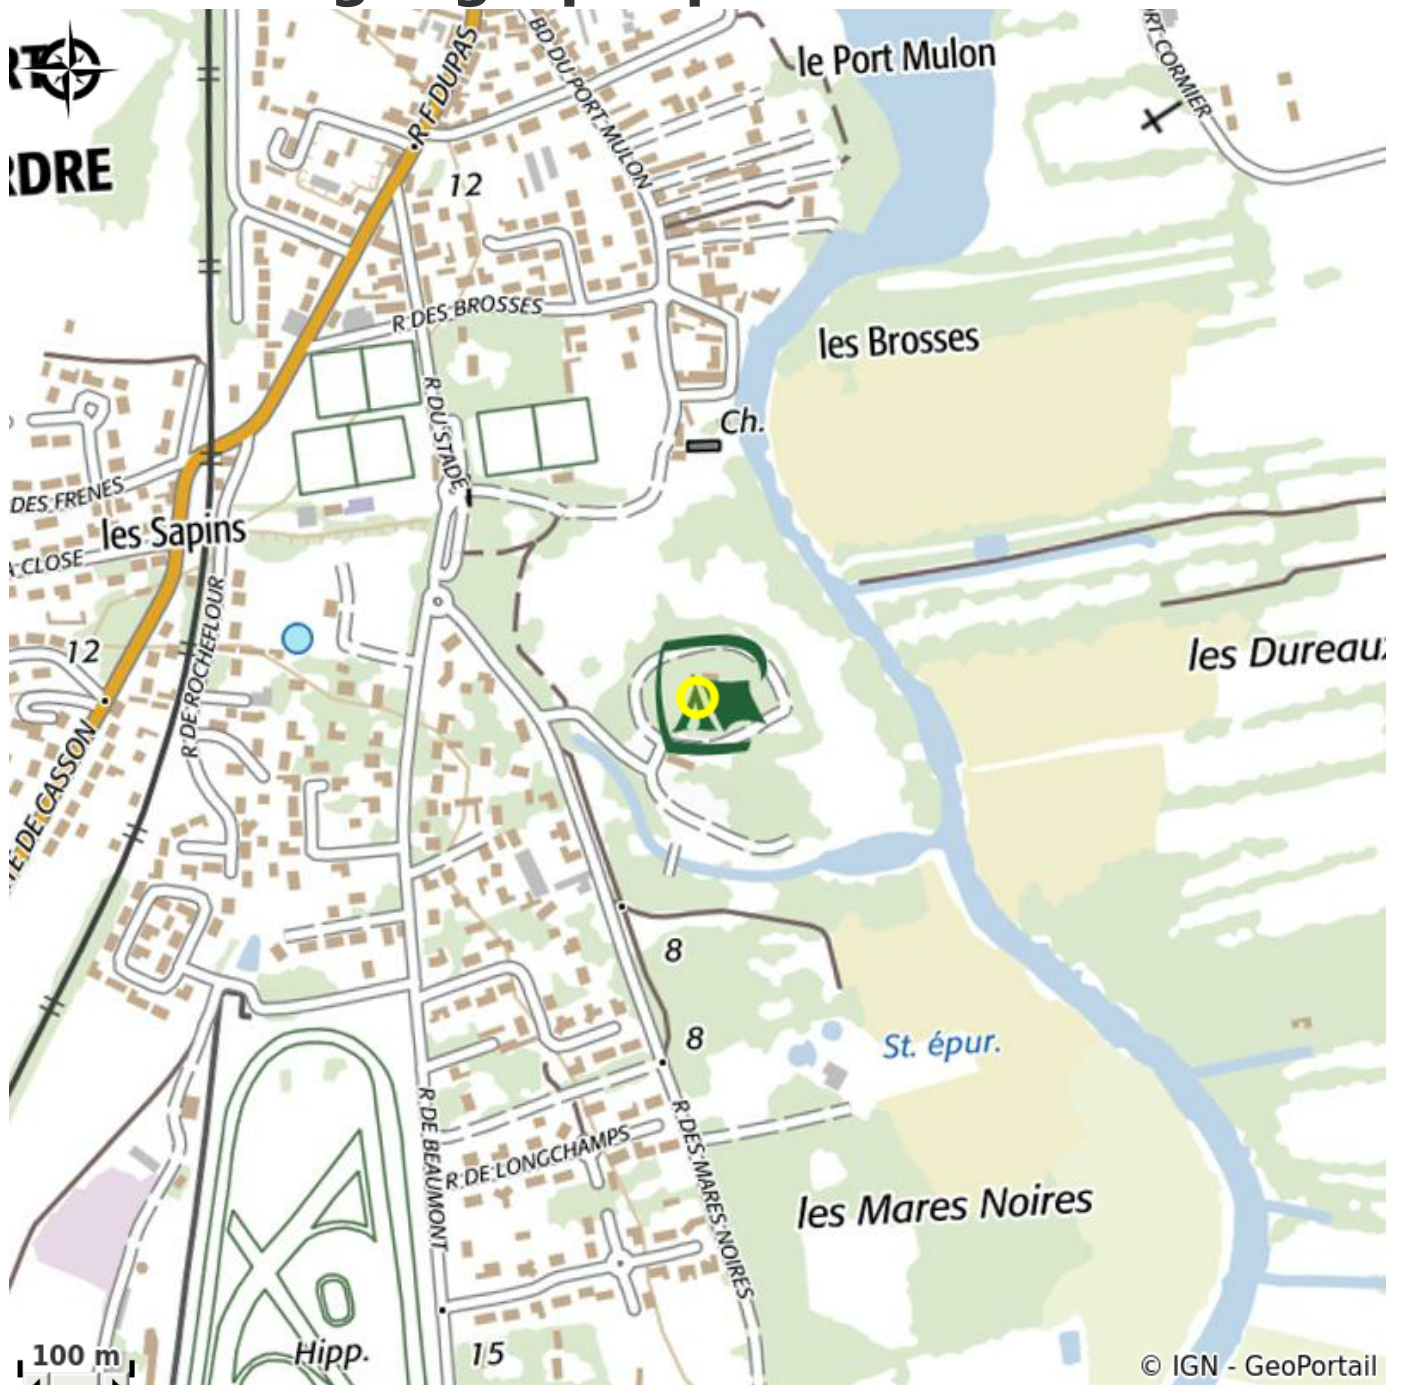 R F DUPAS
BD DU PORT MULON
le Port Mulon
RT CORMIER
RDRE
12
R DES BROSSES
les Brosses
R DU STADE
Ch.
DES FRENES
les Sapins
A CLOSE
R DE ROCHEFLOUR
12
les Dureau
TE DE CASSON
8
8
St. épur.
R DE BEAUMONT
R DE LONGCHAMPS
R DES MARES NOIRES
les Mares Noires
Hipp.
15
100 m
© IGN - GeoPortail